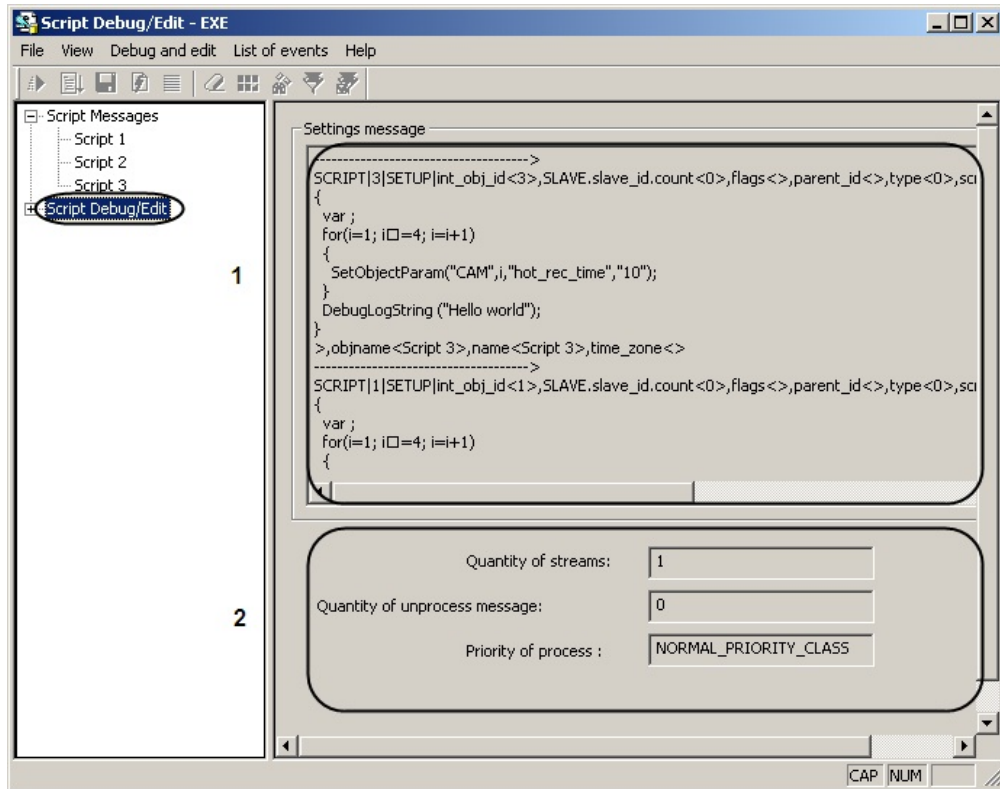 Script Debug/Edit - EXE
File View Debug and edit List of events Help
Script Messages
Script 1
Script 2
Script 3
Script Debug/Edit
1
2
Settings message
---------------------------------->
SCRIPT|3|SETUP|int_obj_id<3>,SLAVE.slave_id.count<0>,flags<>,parent_id<>,type<0>,scr
{
var ;
for(i=1; i□=4; i=i+1)
{
SetObjectParam("CAM",i,"hot_rec_time","10");
}
DebugLogString ("Hello world");
}
>,objname<Script 3>,name<Script 3>,time_zone<>
---------------------------------->
SCRIPT|1|SETUP|int_obj_id<1>,SLAVE.slave_id.count<0>,flags<>,parent_id<>,type<0>,scr
{
var ;
for(i=1; i□=4; i=i+1)
{
Quantity of streams: 1
Quantity of unprocess message: 0
Priority of process : NORMAL_PRIORITY_CLASS
CAP NUM